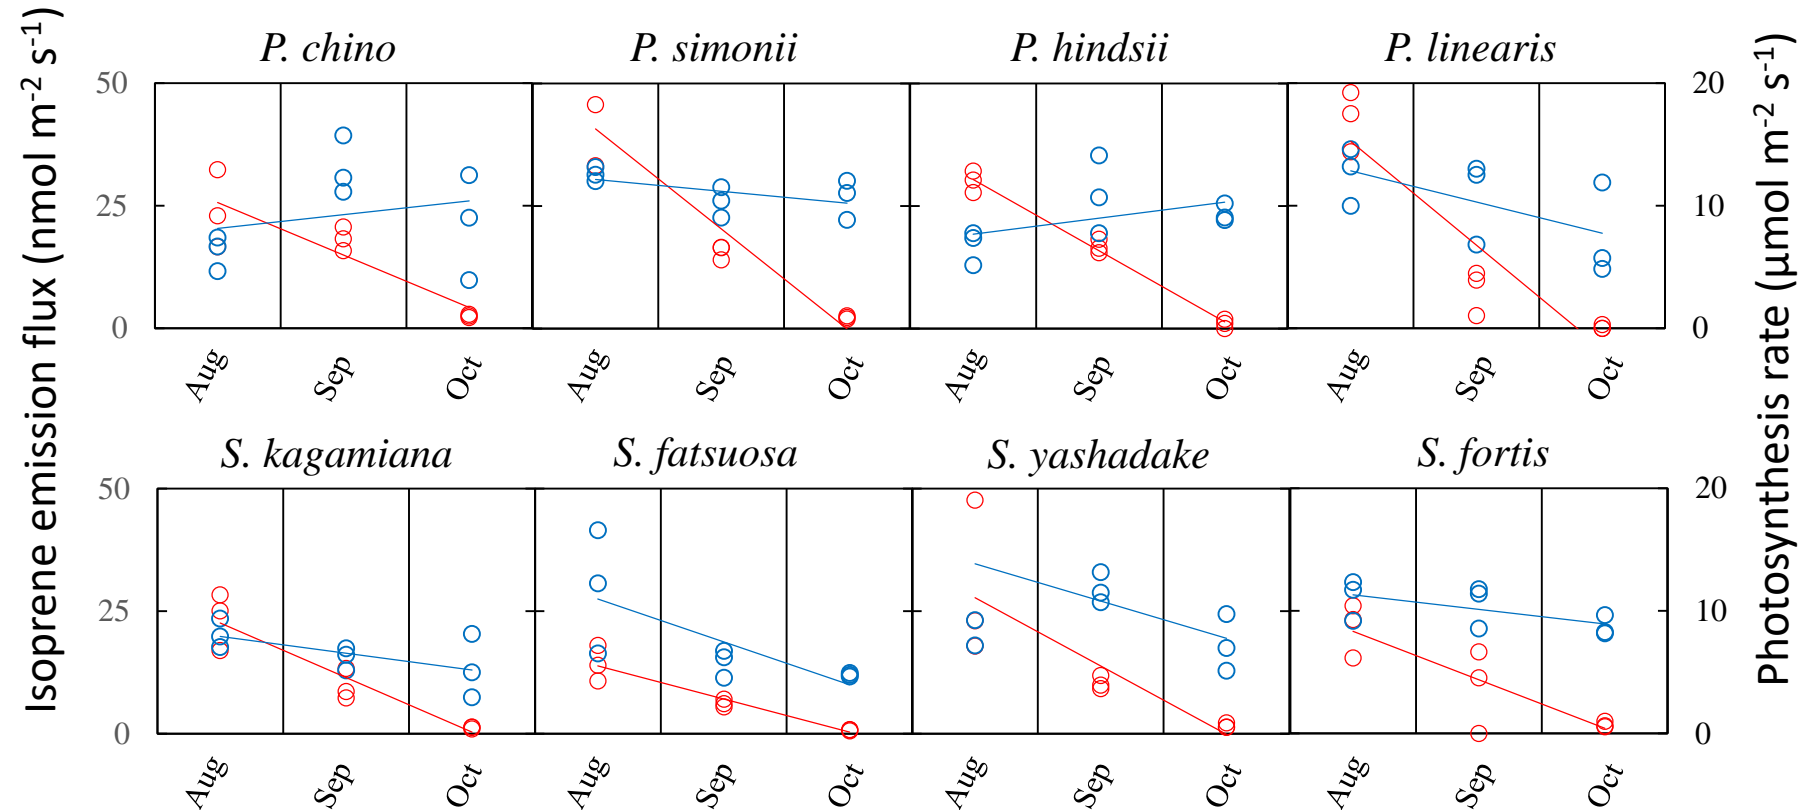 Isoprene emission flux (nmol m-2 s-1)
P. chino
P. simonii
P. hindsii
P. linearis
50
25
0
20
10
0
Aug
Sep
Oct
Aug
Sep
Oct
Aug
Sep
Oct
Aug
Sep
Oct
S. kagamiana
S. fatsuosa
S. yashadake
S. fortis
50
25
0
20
10
0
Aug
Sep
Oct
Aug
Sep
Oct
Aug
Sep
Oct
Aug
Sep
Oct
Photosynthesis rate (μmol m-2 s-1)